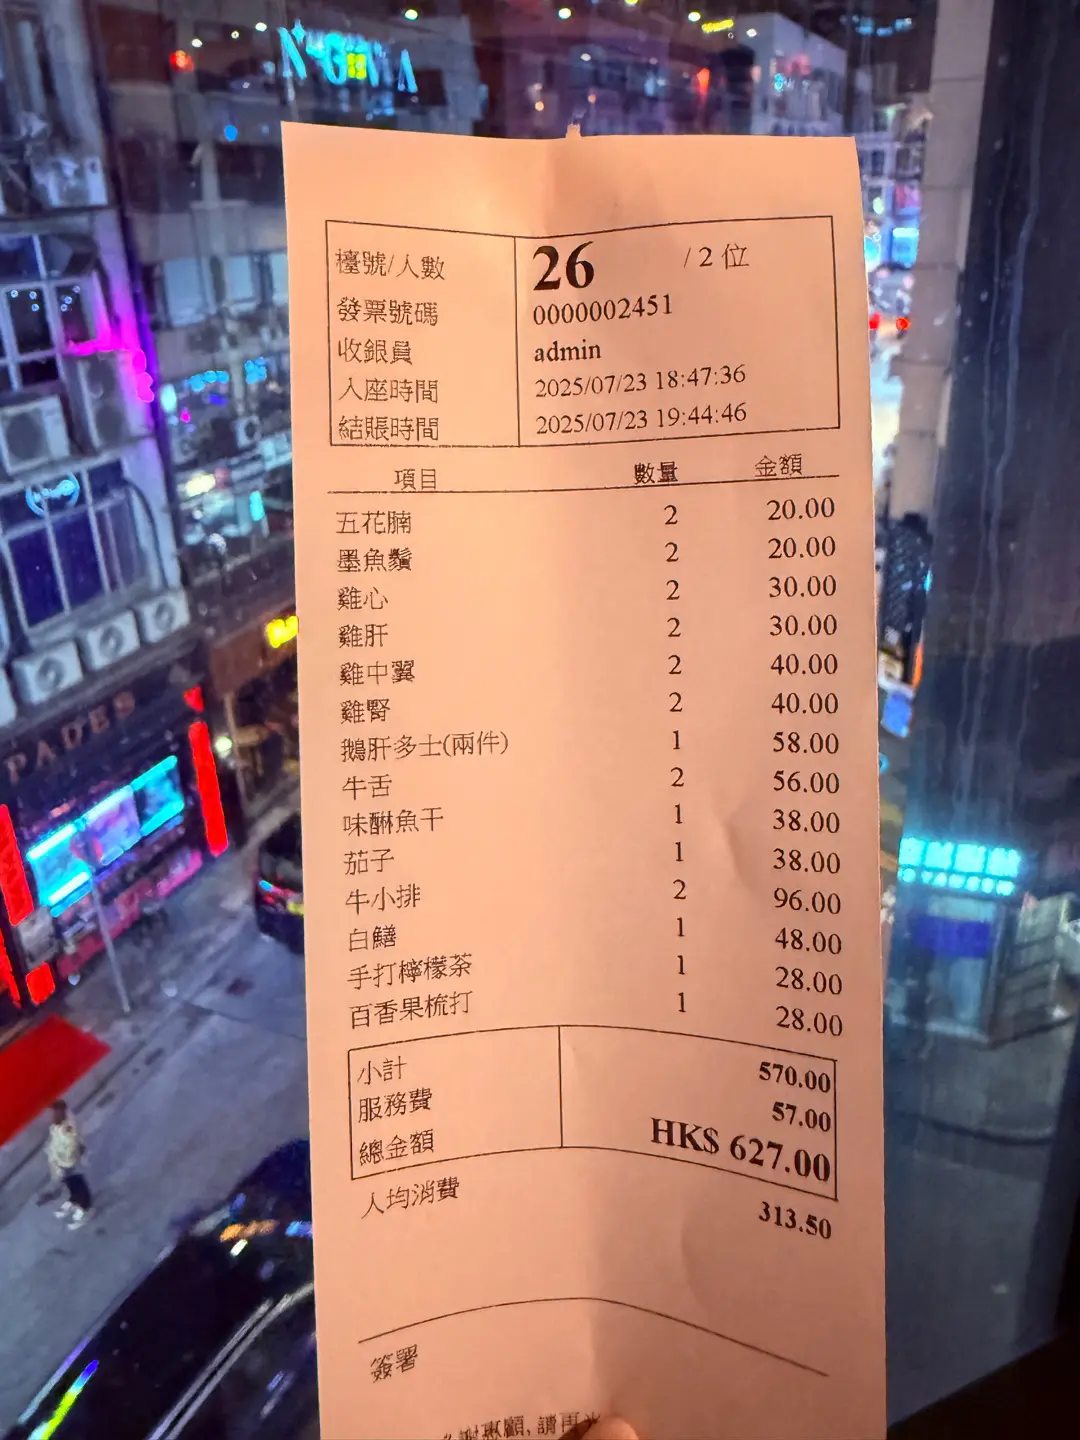 PADES
檯號/人數 26 / 2 位
發票號碼 0000002451
收銀員 admin
入座時間 2025/07/23 18:47:36
結賬時間 2025/07/23 19:44:46
項目 數量 金額
五花腩 2 20.00
墨魚鬚 2 20.00
雞心 2 30.00
雞肝 2 30.00
雞中翼 2 40.00
雞腎 2 40.00
鵝肝多士(兩件) 1 58.00
牛舌 2 56.00
味醂魚干 1 38.00
茄子 1 38.00
牛小排 2 96.00
白鱔 1 48.00
手打檸檬茶 1 28.00
百香果梳打 1 28.00
小計 570.00
服務費 57.00
總金額 HK$ 627.00
人均消費 313.50
簽署
謝惠顧, 請再